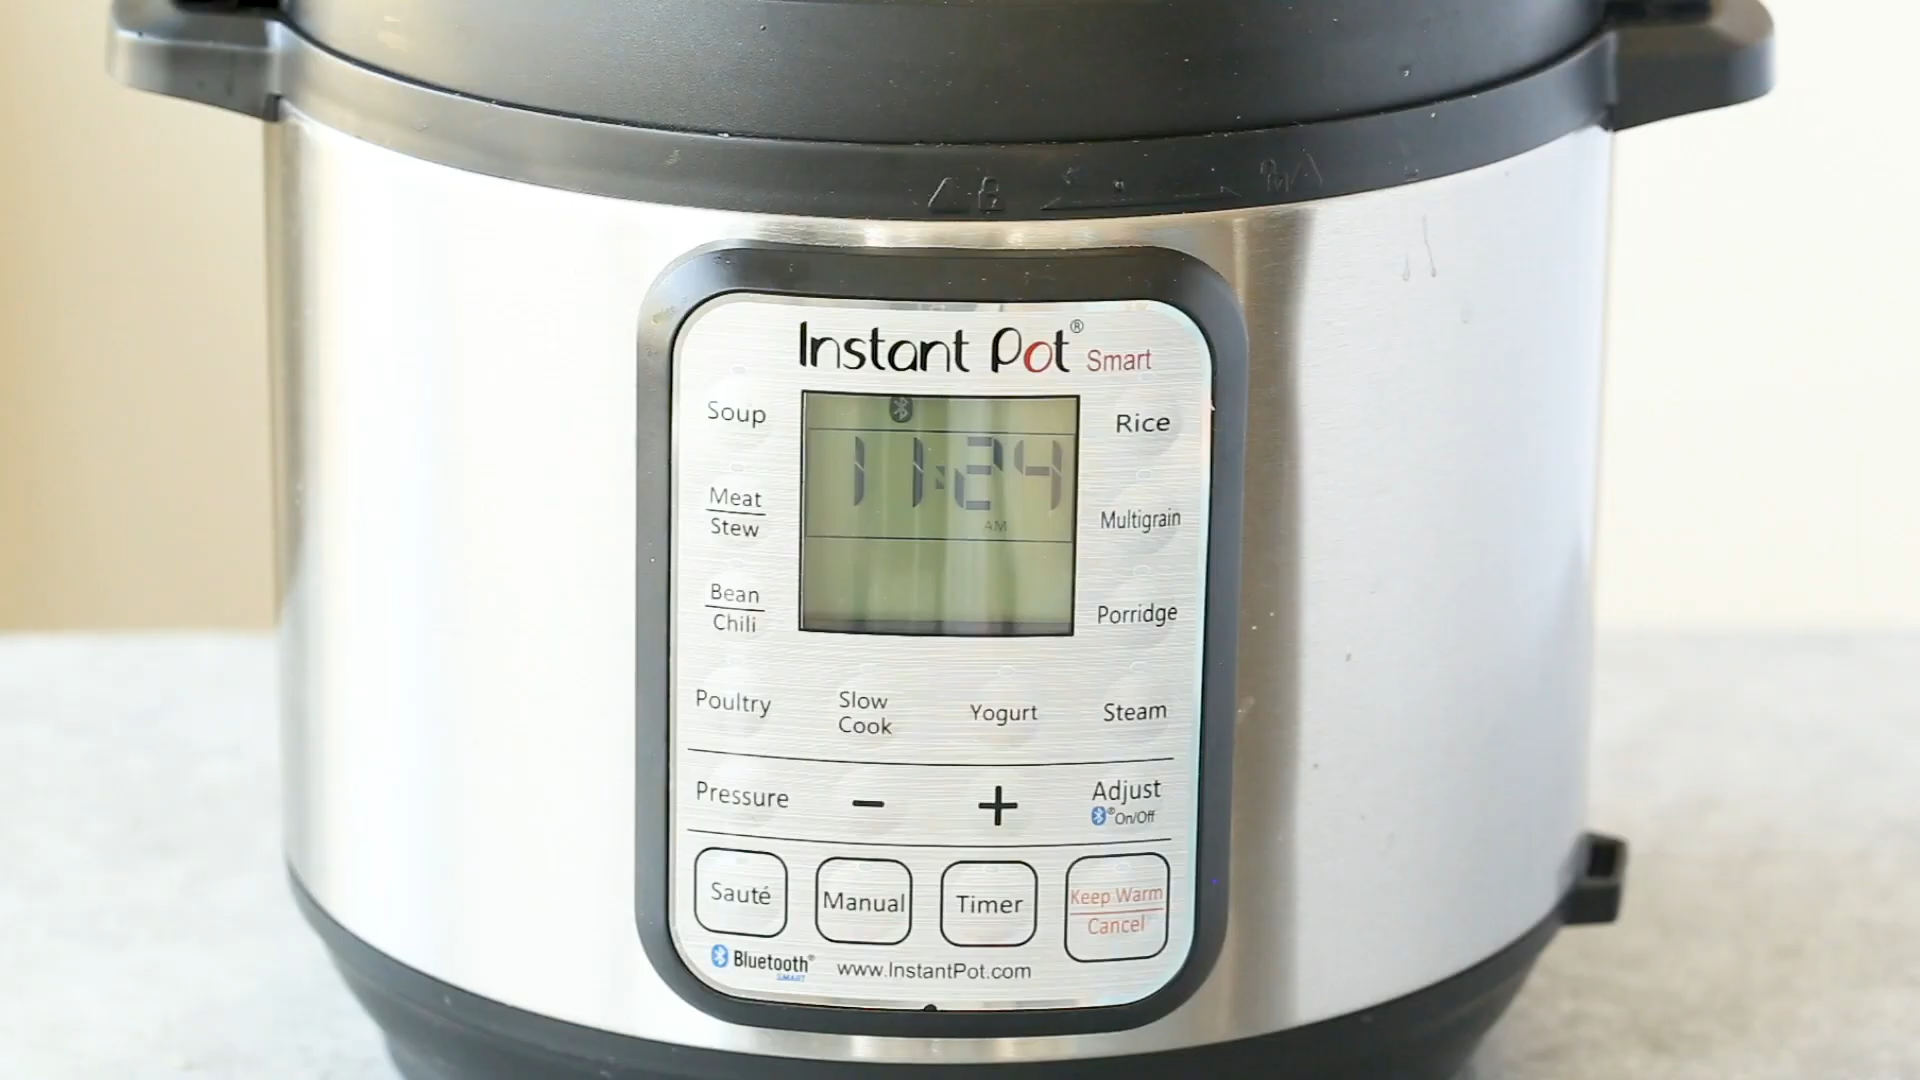 Instant Pot® Smart
Soup
Rice
11:24
AM
Meat
Stew
Multigrain
Bean
Chili
Porridge
Poultry
Slow
Cook
Yogurt
Steam
Pressure
−
+
Adjust
®On/Off
Sauté
Manual
Timer
Keep Warm
Cancel
Bluetooth®
SMART
www.InstantPot.com